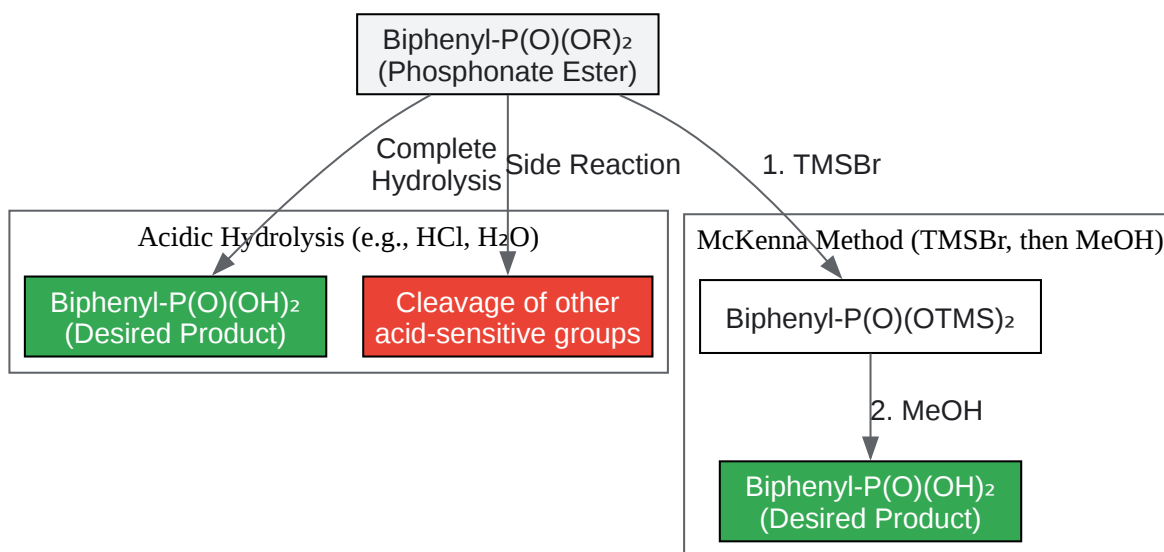 Biphenyl-P(O)(OR)₂
(Phosphonate Ester)
Complete
Hydrolysis
Side Reaction
1. TMSBr
Acidic Hydrolysis (e.g., HCl, H₂O)
McKenna Method (TMSBr, then MeOH)
Biphenyl-P(O)(OH)₂
(Desired Product)
Cleavage of other
acid-sensitive groups
Biphenyl-P(O)(OTMS)₂
2. MeOH
Biphenyl-P(O)(OH)₂
(Desired Product)